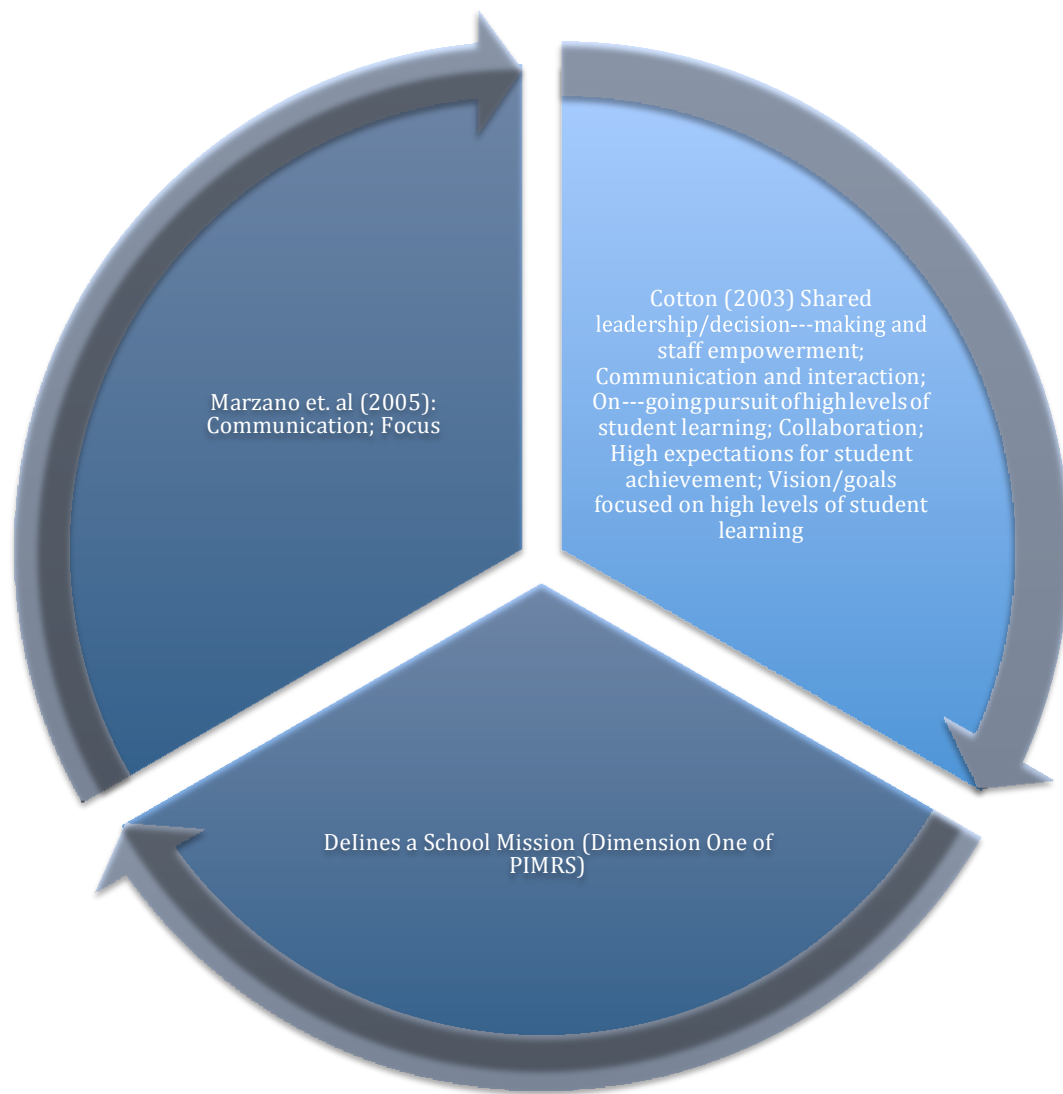 Cotton (2003) Shared
leadership/decision---making and
staff empowerment;
Communication and interaction;
On---going pursuit of high levels of
student learning; Collaboration;
High expectations for student
achievement; Vision/goals
focused on high levels of student
learning
DeIines a School Mission (Dimension One of
PIMRS)
Marzano et. al (2005):
Communication; Focus